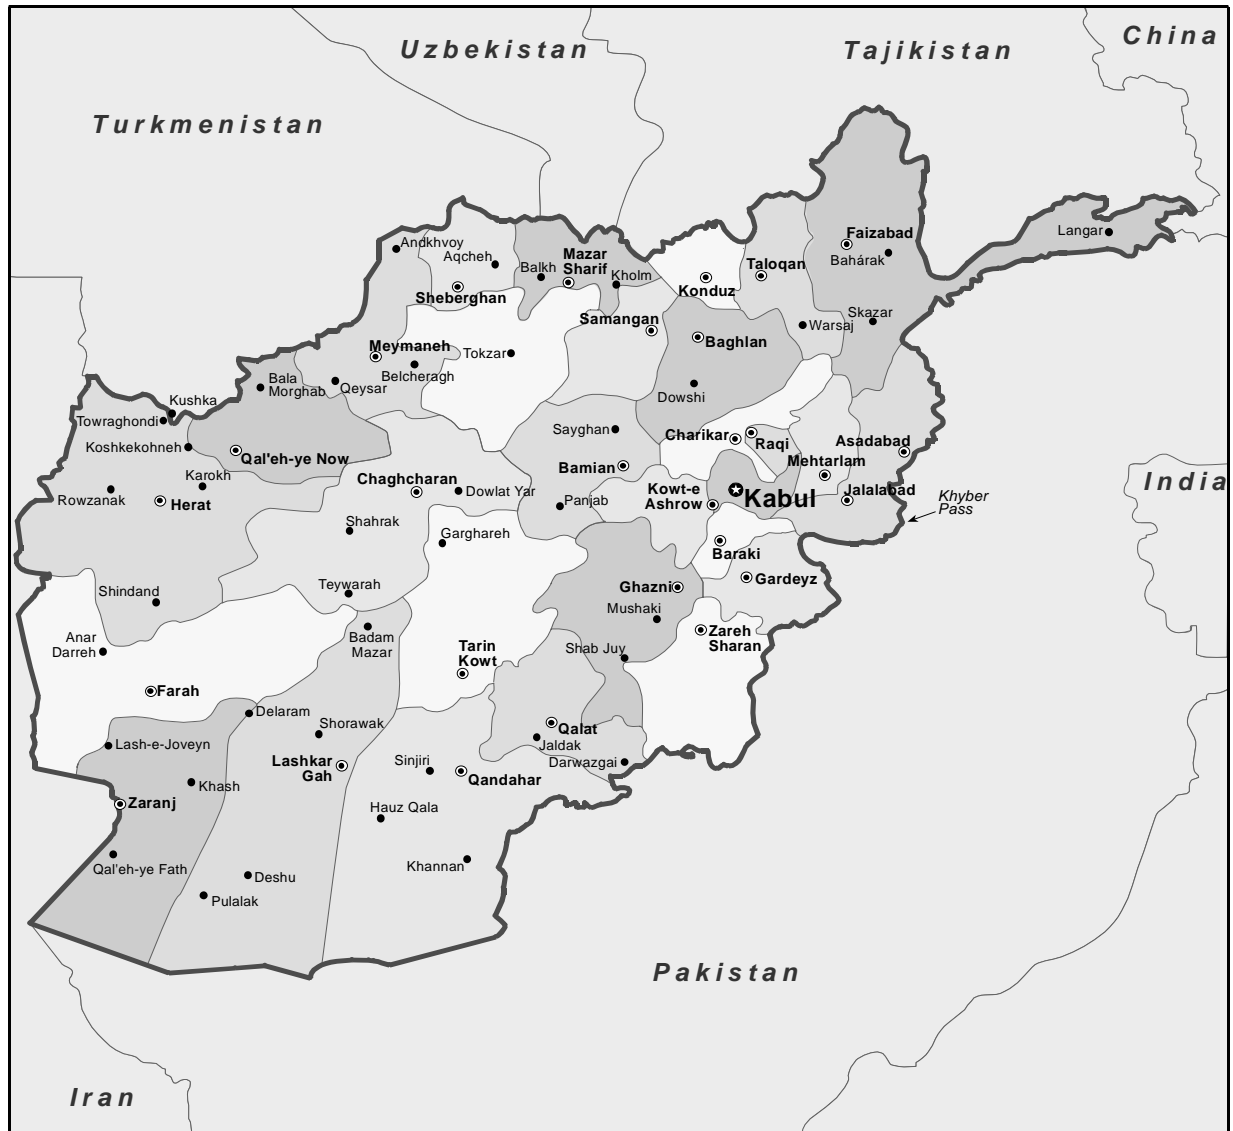 China
Uzbekistan
Tajikistan
Turkmenistan
Langar
Faizabad
Bahárak
Andkhvoy
Aqcheh
Mazar
Sharif
Balkh
Kholm
Taloqan
Konduz
Sheberghan
Skazar
Samangan
Warsaj
Baghlan
Meymaneh
Tokzar
Belcheragh
Bala
Morghab
Qeysar
Dowshi
Kushka
Towraghondi
Sayghan
Charikar
Raqi
Asadabad
Koshkekohneh
Qal'eh-ye Now
Mehtarlam
Bamian
Karokh
Chaghcharan
Dowlat Yar
Rowzanak
Herat
Panjab
Kowt-e
Ashrow
Kabul
Jalalabad
India
Khyber
Pass
Shahrak
Garghareh
Baraki
Gardeyz
Teywarah
Ghazni
Shindand
Mushaki
Badam
Mazar
Anar
Darreh
Zareh
Sharan
Tarin
Kowt
Shab Juy
Farah
Delaram
Shorawak
Qalat
Lash-e-Joveyn
Jaldak
Lashkar
Gah
Sinjiri
Darwazgai
Qandahar
Khash
Zaranj
Hauz Qala
Qal'eh-ye Fath
Khannan
Deshu
Pulalak
Pakistan
Iran